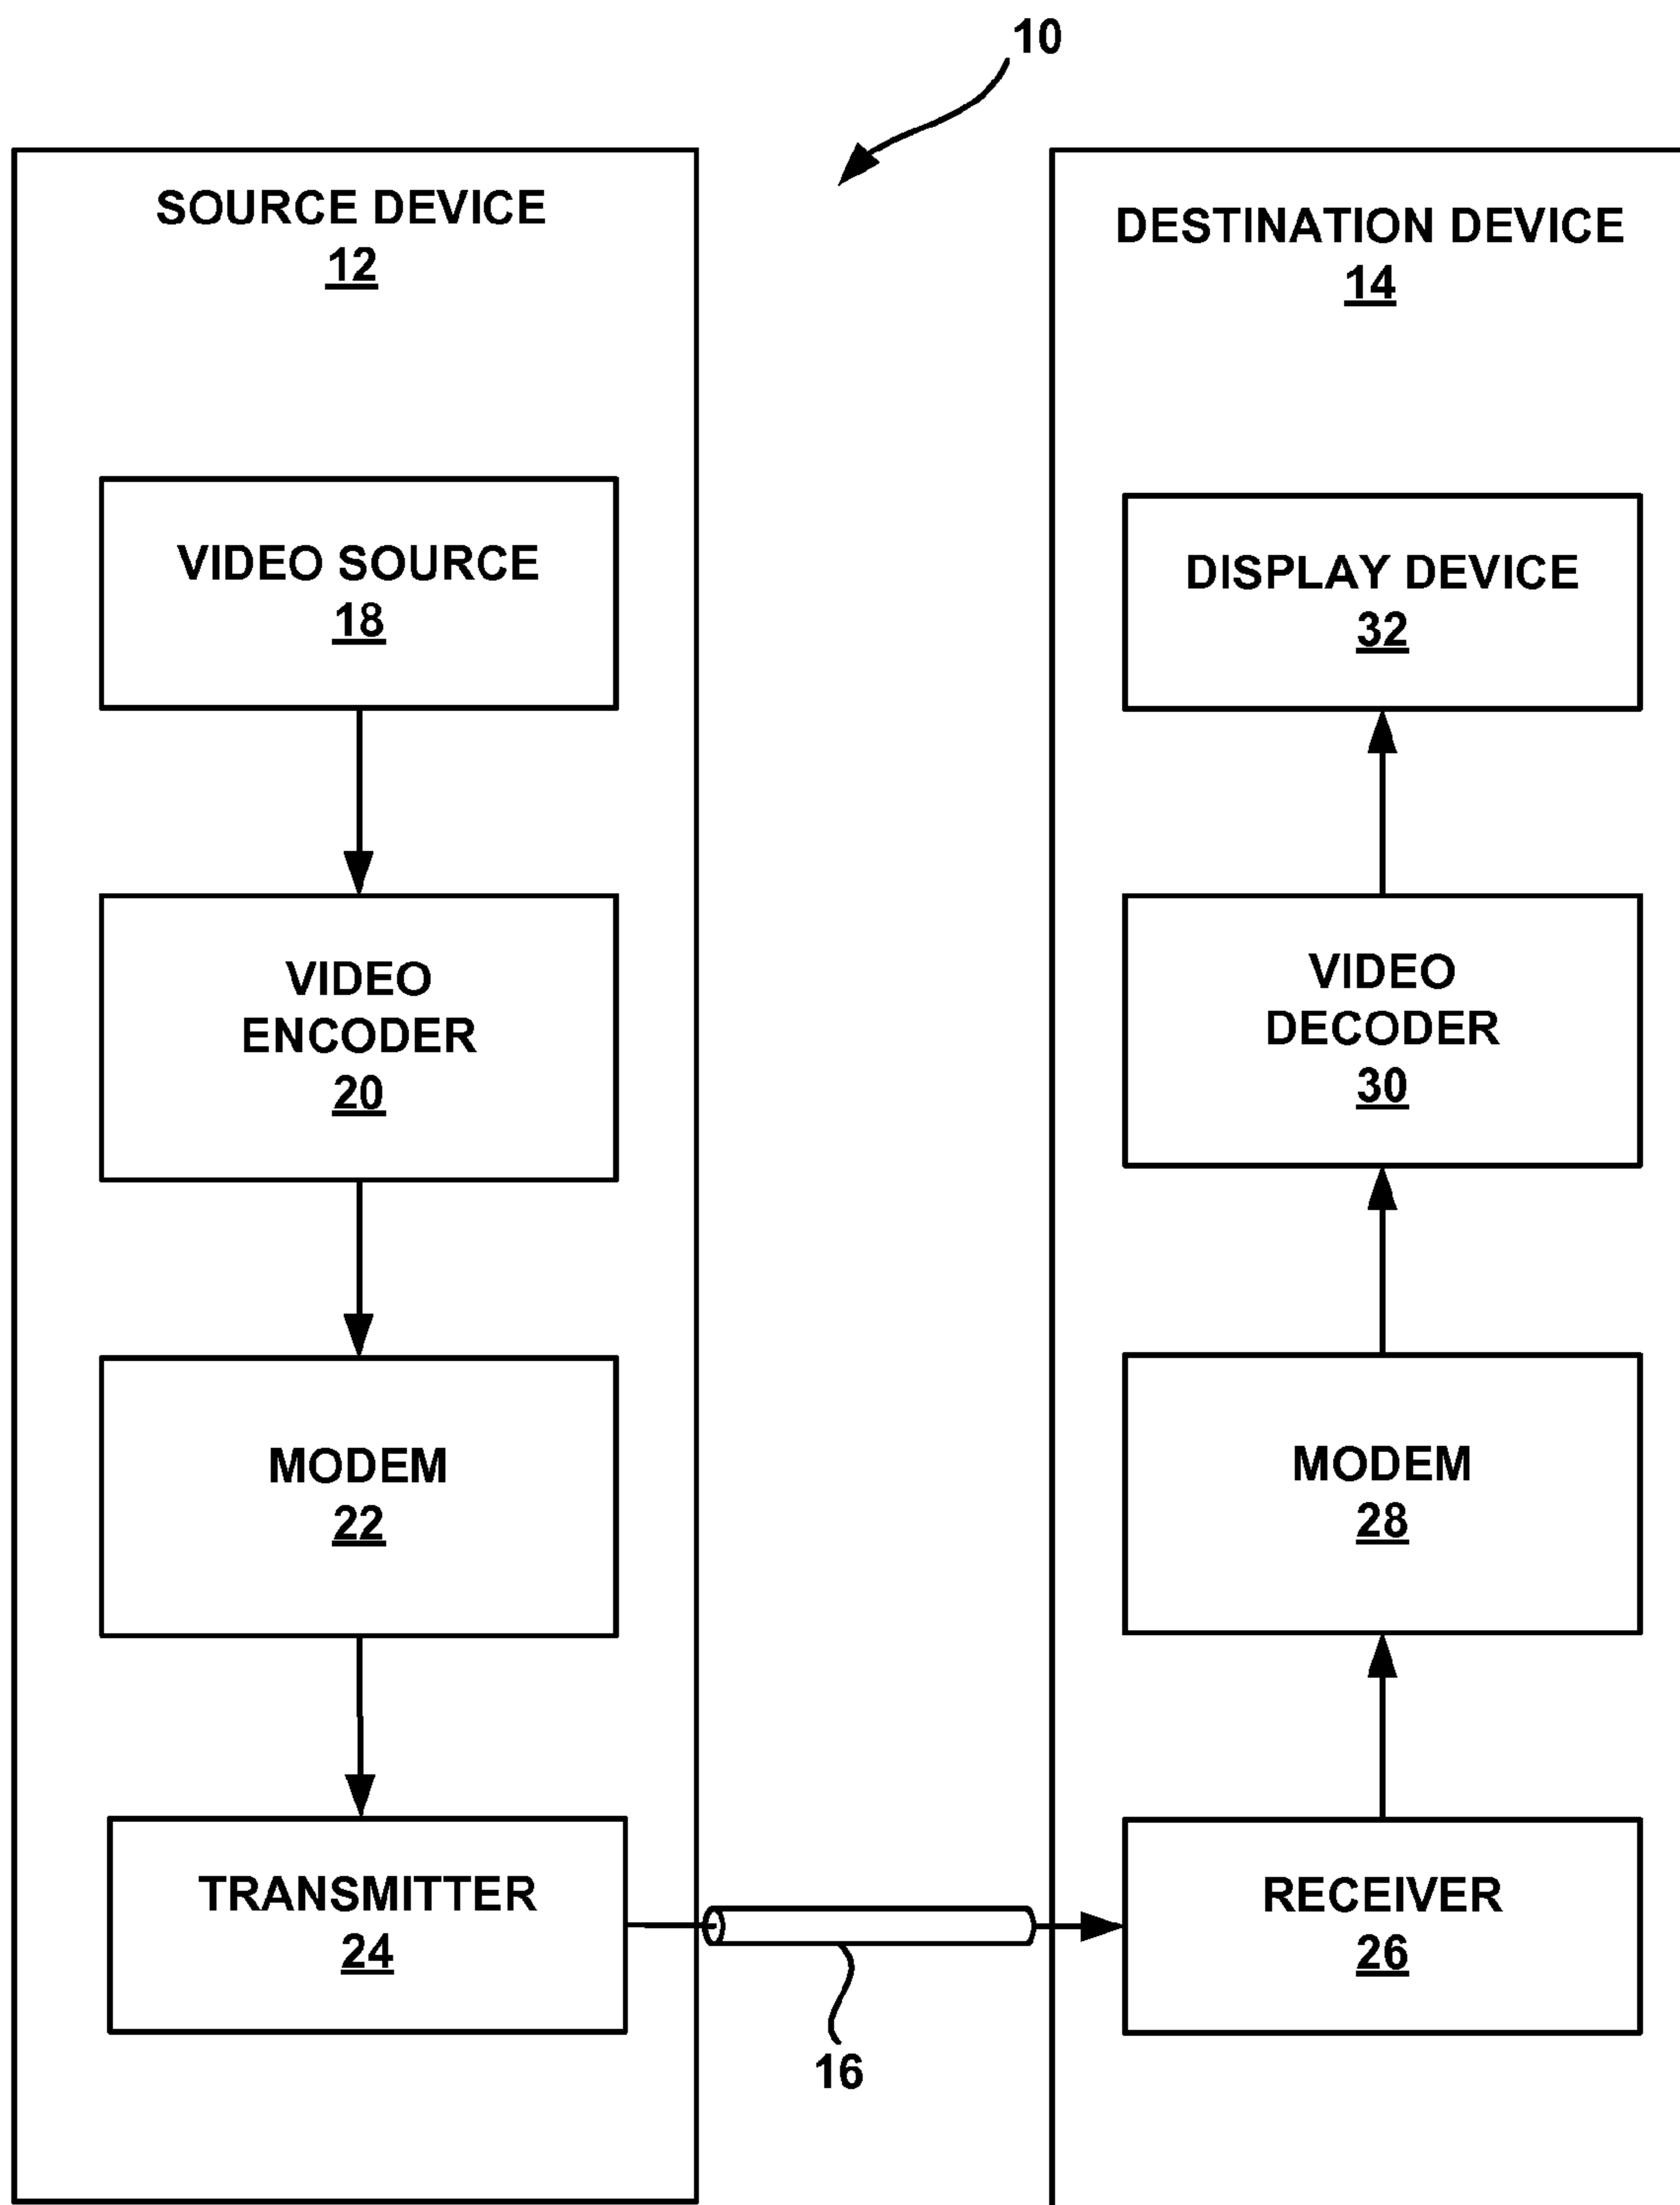 10
SOURCE DEVICE
12
VIDEO SOURCE
18
VIDEO
ENCODER
20
MODEM
22
TRANSMITTER
24
16
DESTINATION DEVICE
14
DISPLAY DEVICE
32
VIDEO
DECODER
30
MODEM
28
RECEIVER
26